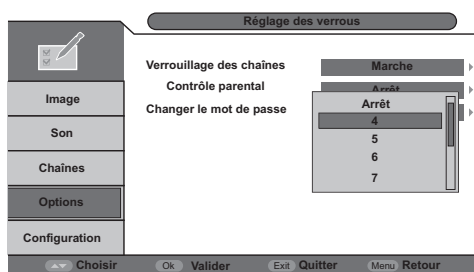 Réglage des verrous
Verrouillage des chaînes Marche
Contrôle parental Arrêt
Changer le mot de passe
Arrêt
4
5
6
7
Image
Son
Chaînes
Options
Configuration
Choisir Ok Valider Exit Quitter Menu Retour